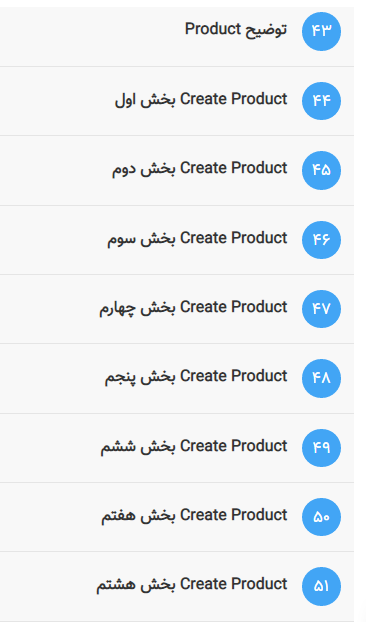 ۴۳ توضیح Product
۴۴ Create Product بخش اول
۴۵ Create Product بخش دوم
۴۶ Create Product بخش سوم
۴۷ Create Product بخش چهارم
۴۸ Create Product بخش پنجم
۴۹ Create Product بخش ششم
۵۰ Create Product بخش هفتم
۵۱ Create Product بخش هشتم